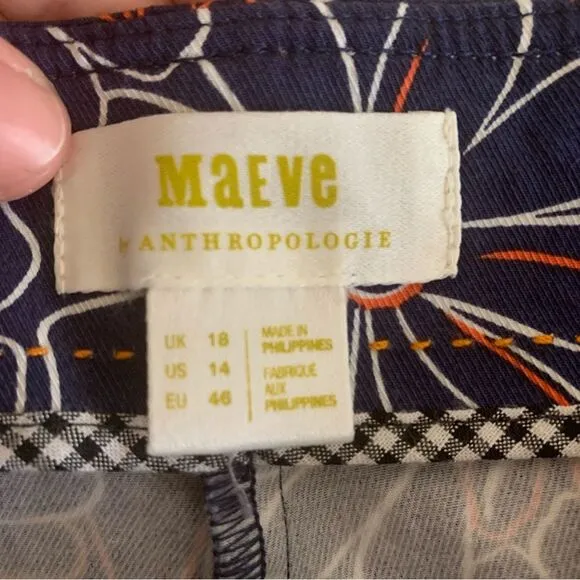 MaEVe
by ANTHROPOLOGIE
UK 18
US 14
EU 46
MADE IN
PHILIPPINES
FABRIQUÉ
AUX
PHILIPPINES